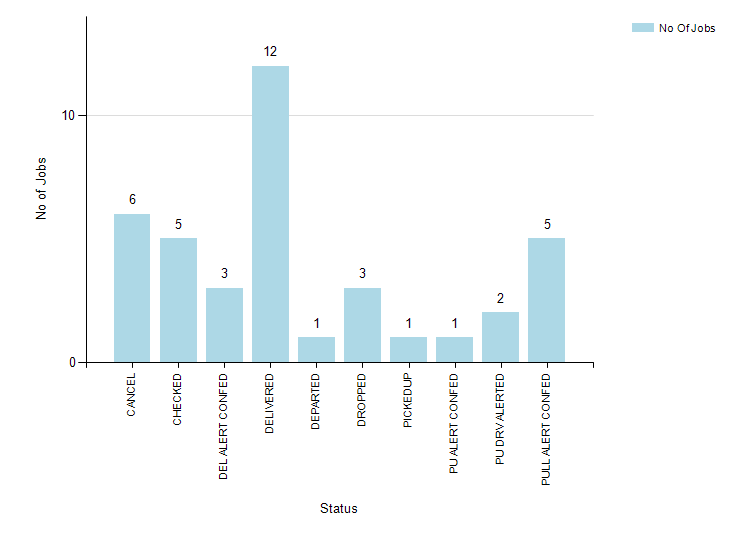 No Of Jobs
12
10
6
5
5
3
3
2
1
1
1
0
No of Jobs
CANCEL
CHECKED
DEL ALERT CONFED
DELIVERED
DEPARTED
DROPPED
PICKEDUP
PU ALERT CONFED
PU DRV ALERTED
PULL ALERT CONFED
Status